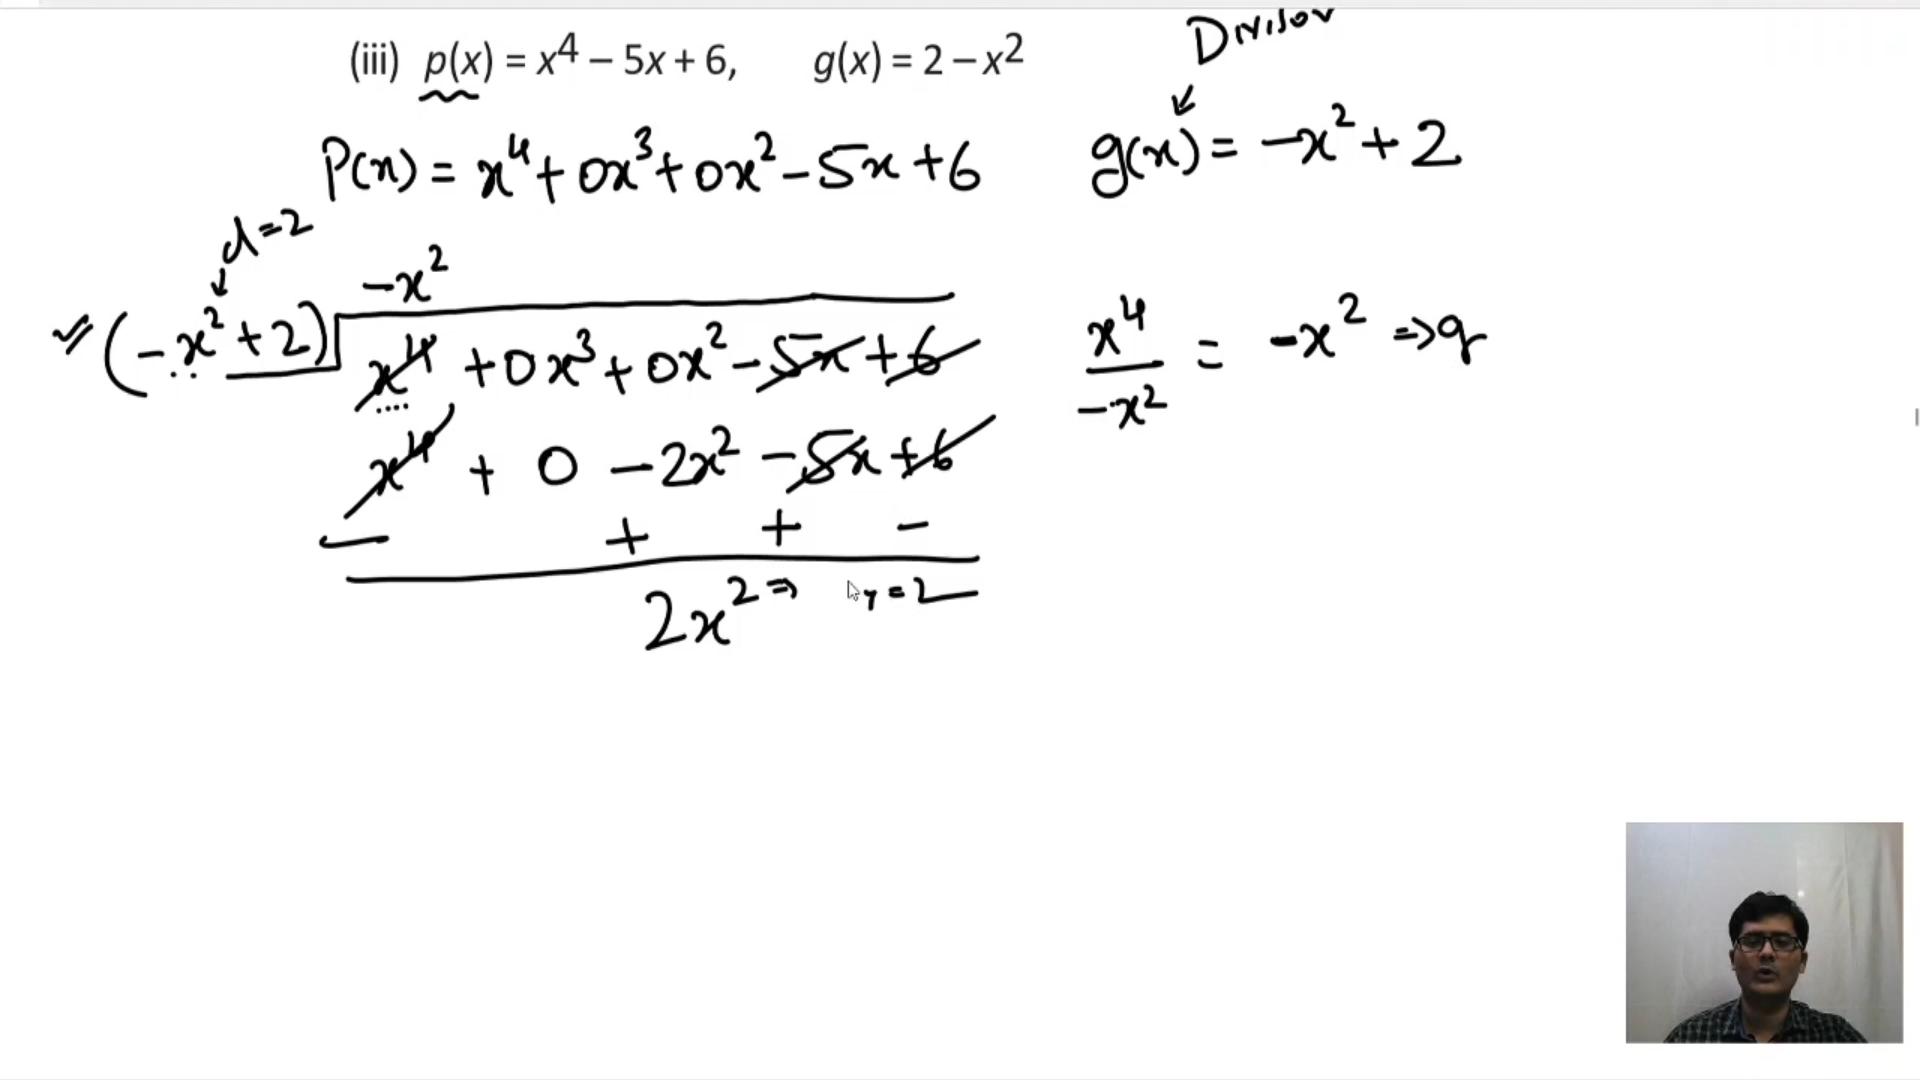 (iii) p(x) = x⁴ – 5x + 6, g(x) = 2 – x²
Divisor
P(x) = x⁴ + 0x³ + 0x² - 5x + 6
g(x) = -x² + 2
d = 2
-x²
(-x² + 2) x⁴ + 0x³ + 0x² - 5x + 6
x⁴ / -x² = -x² => q
x⁴ + 0 - 2x² - 5x + 6
- + + -
2x² => r = 2